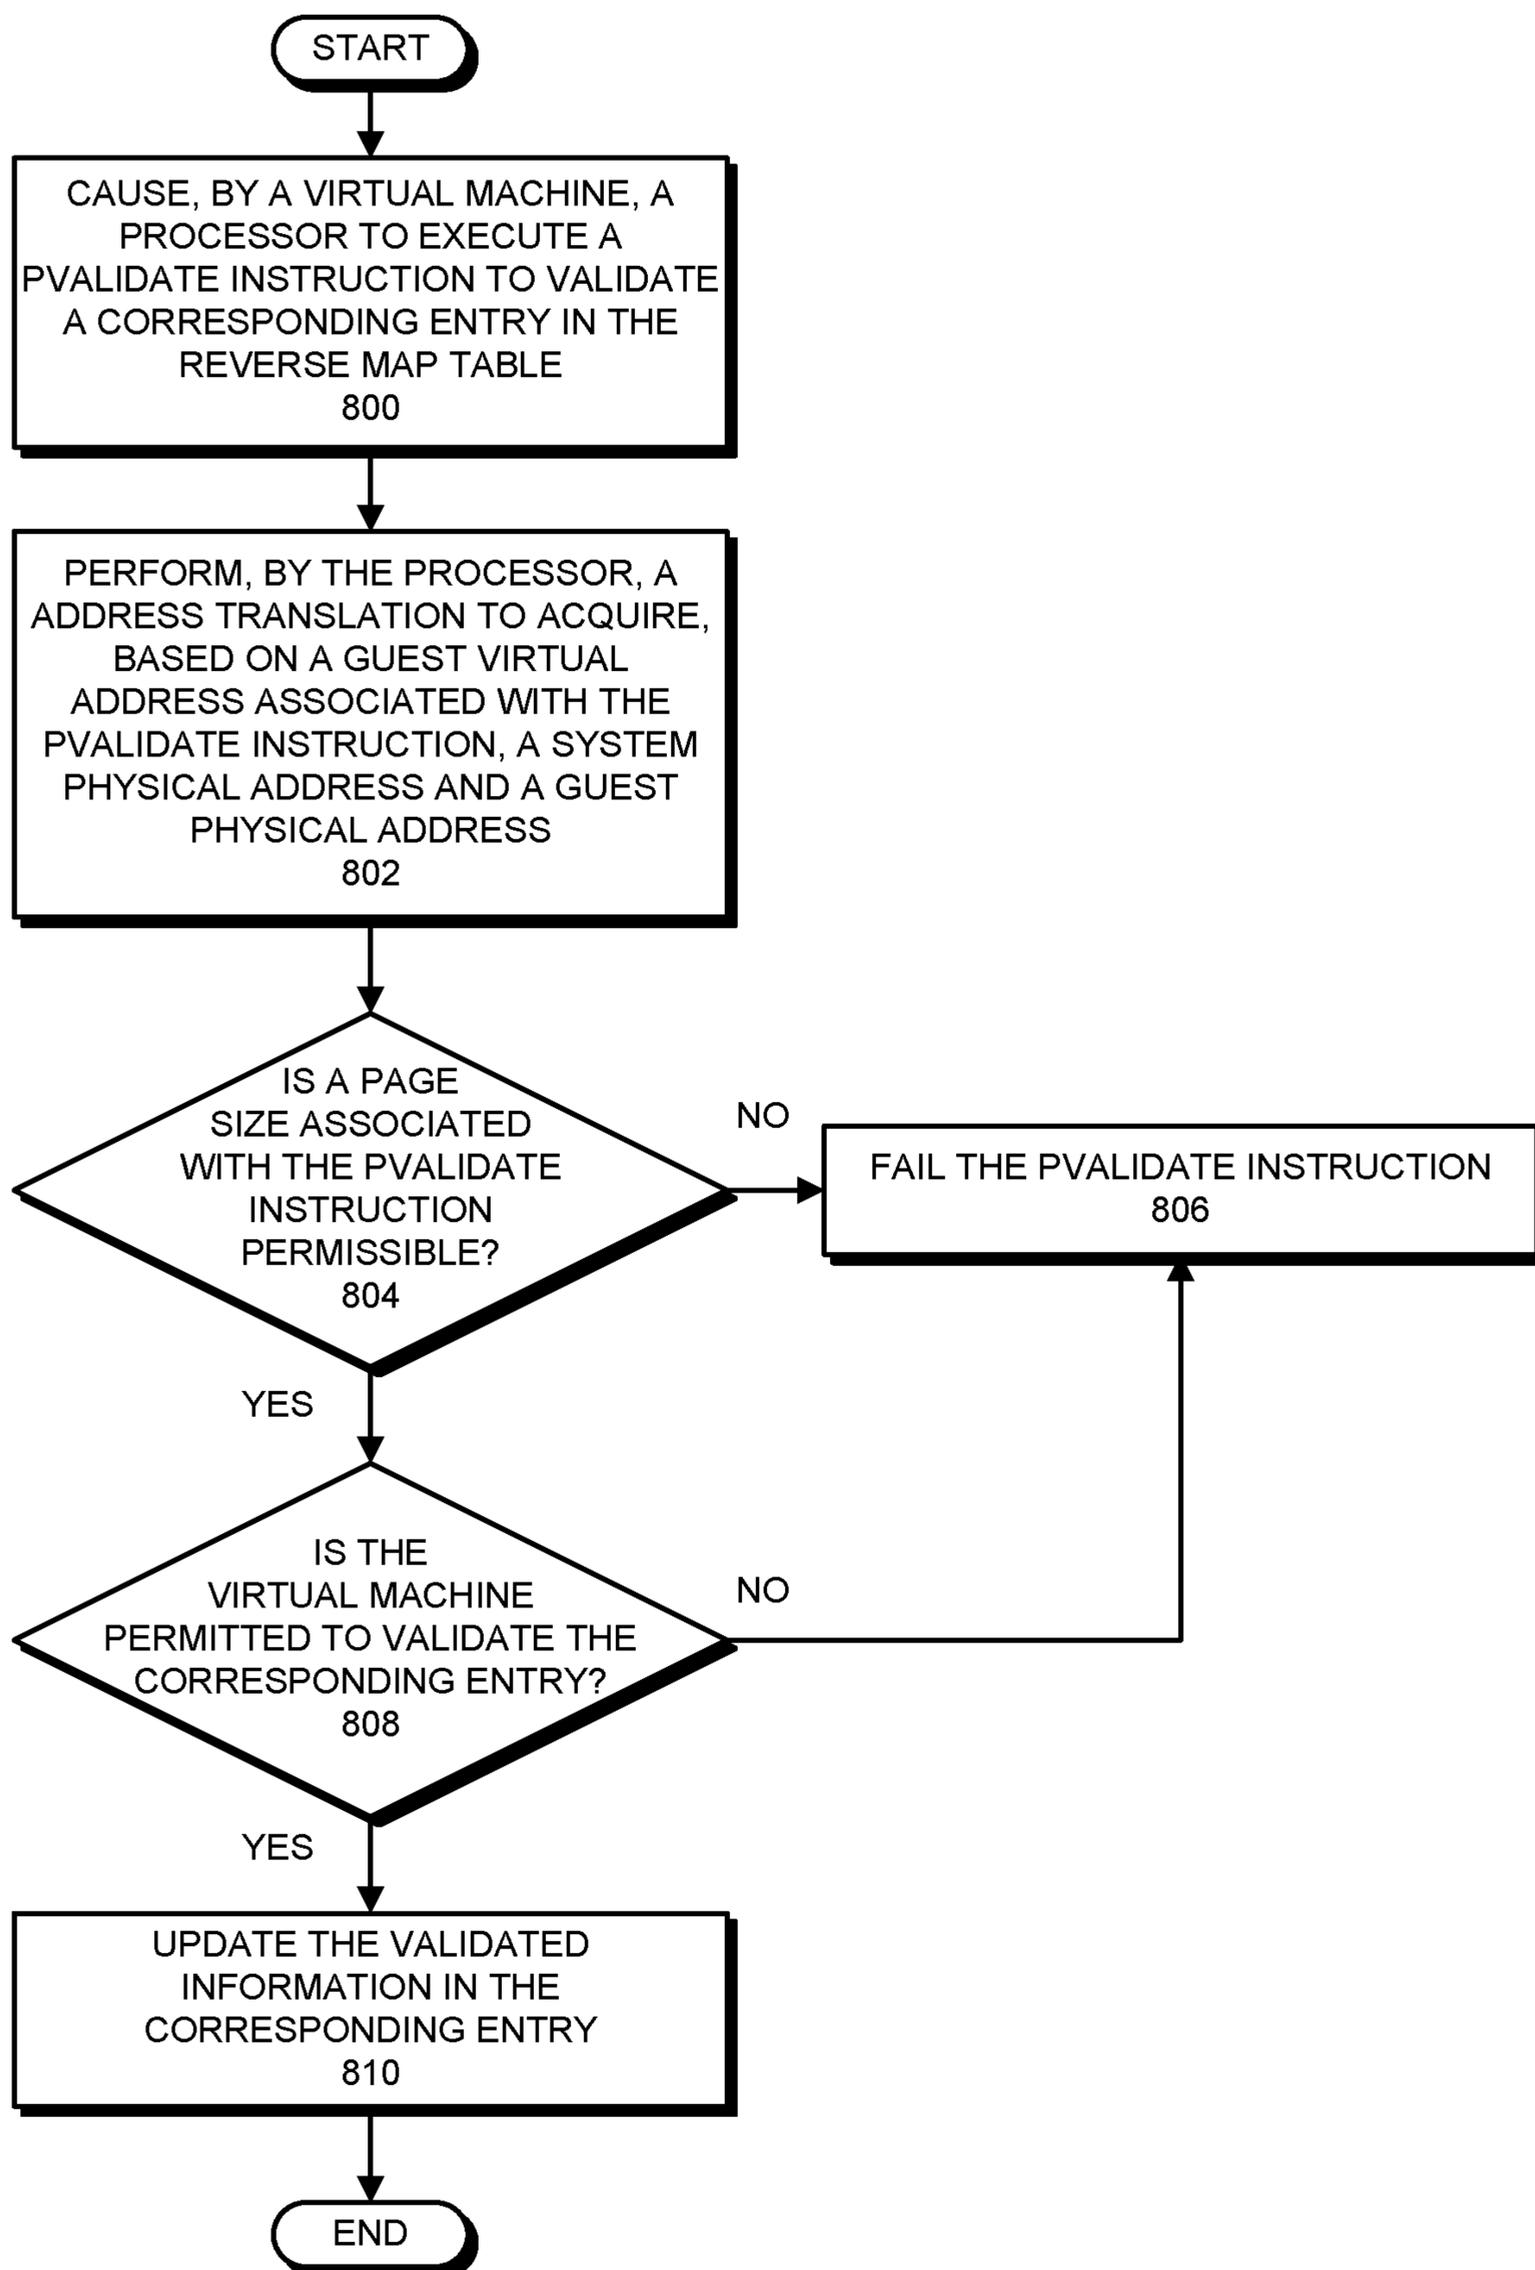 START
CAUSE, BY A VIRTUAL MACHINE, A
PROCESSOR TO EXECUTE A
PVALIDATE INSTRUCTION TO VALIDATE
A CORRESPONDING ENTRY IN THE
REVERSE MAP TABLE
800
PERFORM, BY THE PROCESSOR, A
ADDRESS TRANSLATION TO ACQUIRE,
BASED ON A GUEST VIRTUAL
ADDRESS ASSOCIATED WITH THE
PVALIDATE INSTRUCTION, A SYSTEM
PHYSICAL ADDRESS AND A GUEST
PHYSICAL ADDRESS
802
IS A PAGE
SIZE ASSOCIATED
WITH THE PVALIDATE
INSTRUCTION
PERMISSIBLE?
804
NO
FAIL THE PVALIDATE INSTRUCTION
806
YES
IS THE
VIRTUAL MACHINE
PERMITTED TO VALIDATE THE
CORRESPONDING ENTRY?
808
NO
YES
UPDATE THE VALIDATED
INFORMATION IN THE
CORRESPONDING ENTRY
810
END